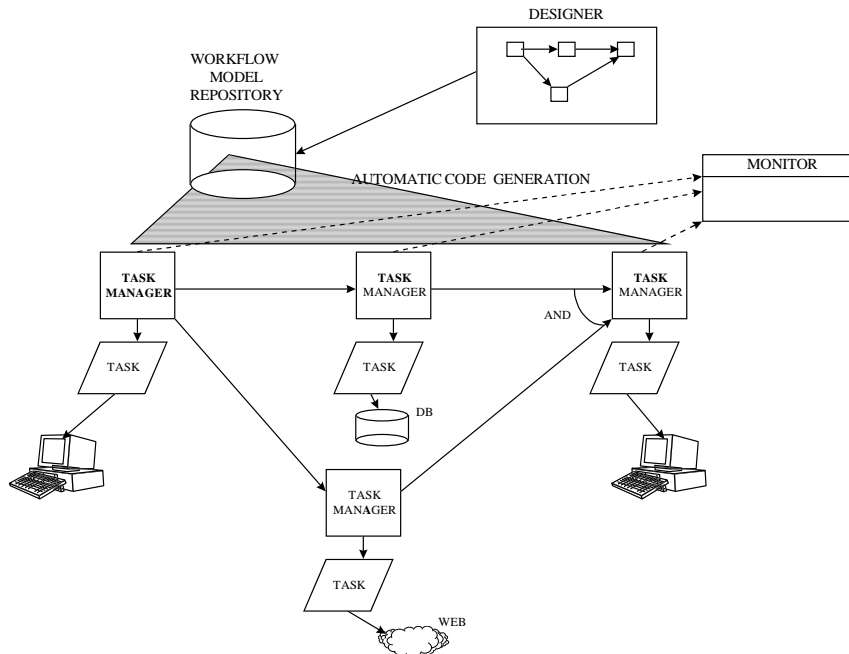 DESIGNER
WORKFLOW
MODEL
REPOSITORY
AUTOMATIC CODE GENERATION
MONITOR
TASK
MANAGER
TASK
MANAGER
TASK
MANAGER
AND
TASK
TASK
TASK
DB
TASK
MANAGER
TASK
WEB